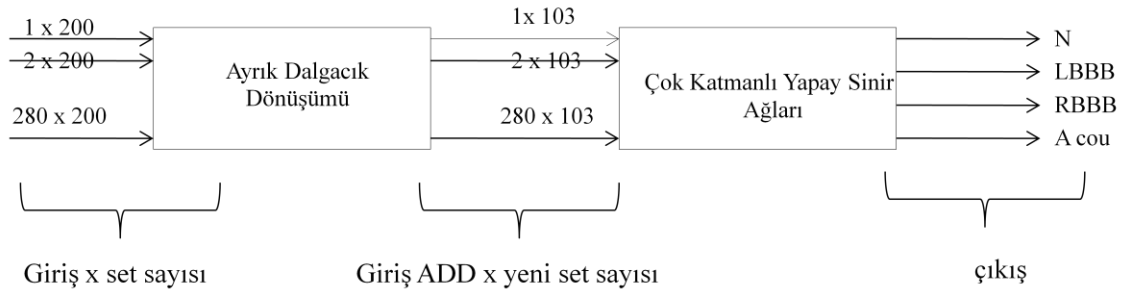 1 x 200
2 x 200
280 x 200
Ayrık Dalgacık
Dönüşümü
1x 103
2 x 103
280 x 103
Çok Katmanlı Yapay Sinir
Ağları
N
LBBB
RBBB
A cou
Giriş x set sayısı
Giriş ADD x yeni set sayısı
çıkış